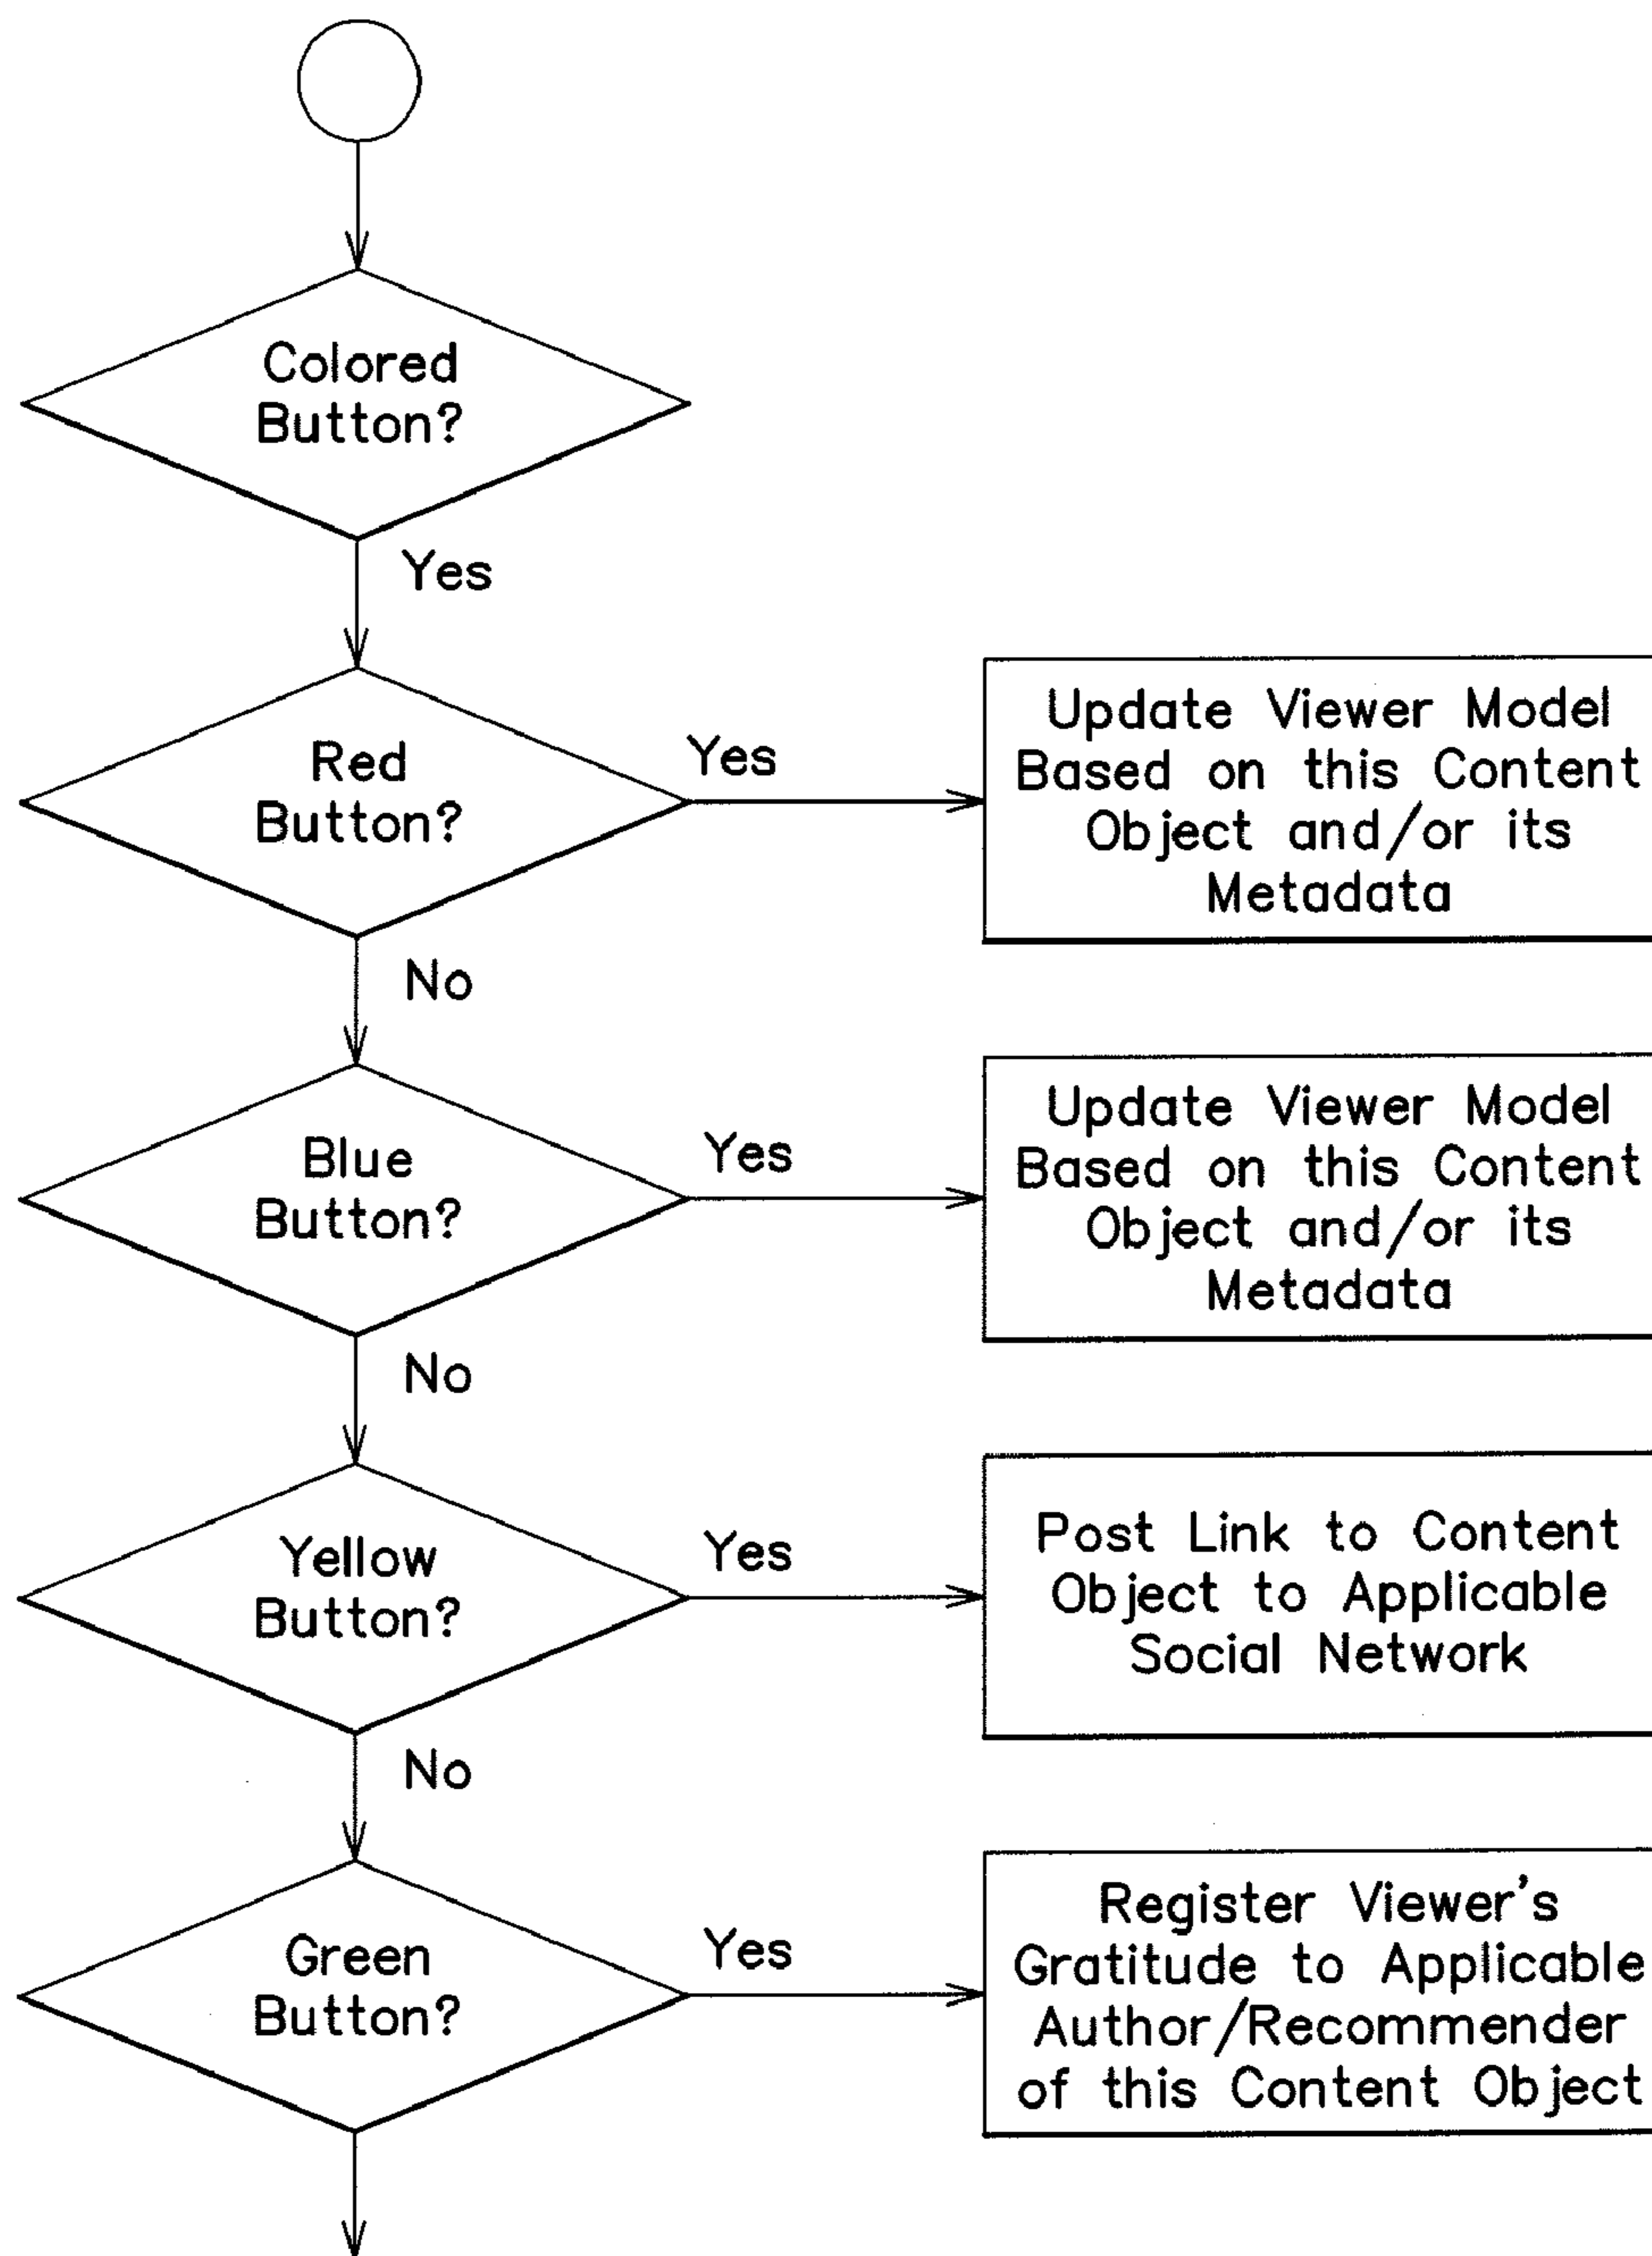 Colored
Button?
Yes
Red
Button?
Yes
Update Viewer Model
Based on this Content
Object and/or its
Metadata
No
Blue
Button?
Yes
Update Viewer Model
Based on this Content
Object and/or its
Metadata
No
Yellow
Button?
Yes
Post Link to Content
Object to Applicable
Social Network
No
Green
Button?
Yes
Register Viewer's
Gratitude to Applicable
Author/Recommender
of this Content Object